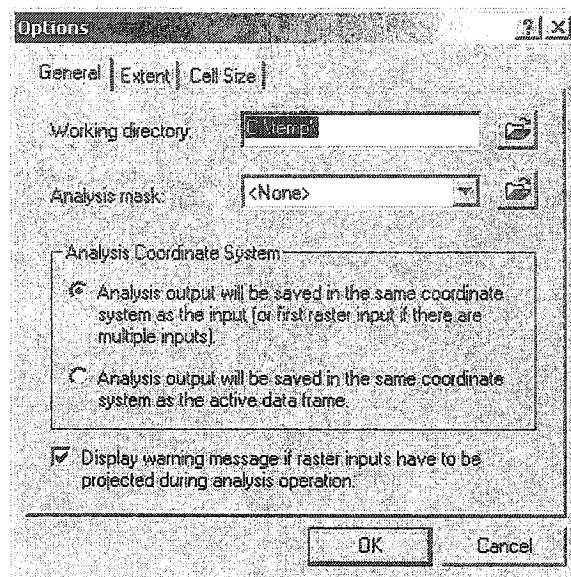 Options
General Extent Cell Size
Working directory: C:\temp\
Analysis mask: <None>
Analysis Coordinate System
Analysis output will be saved in the same coordinate
system as the input (or first raster input if there are
multiple inputs).
Analysis output will be saved in the same coordinate
system as the active data frame.
Display warning message if raster inputs have to be
projected during analysis operation.
OK Cancel